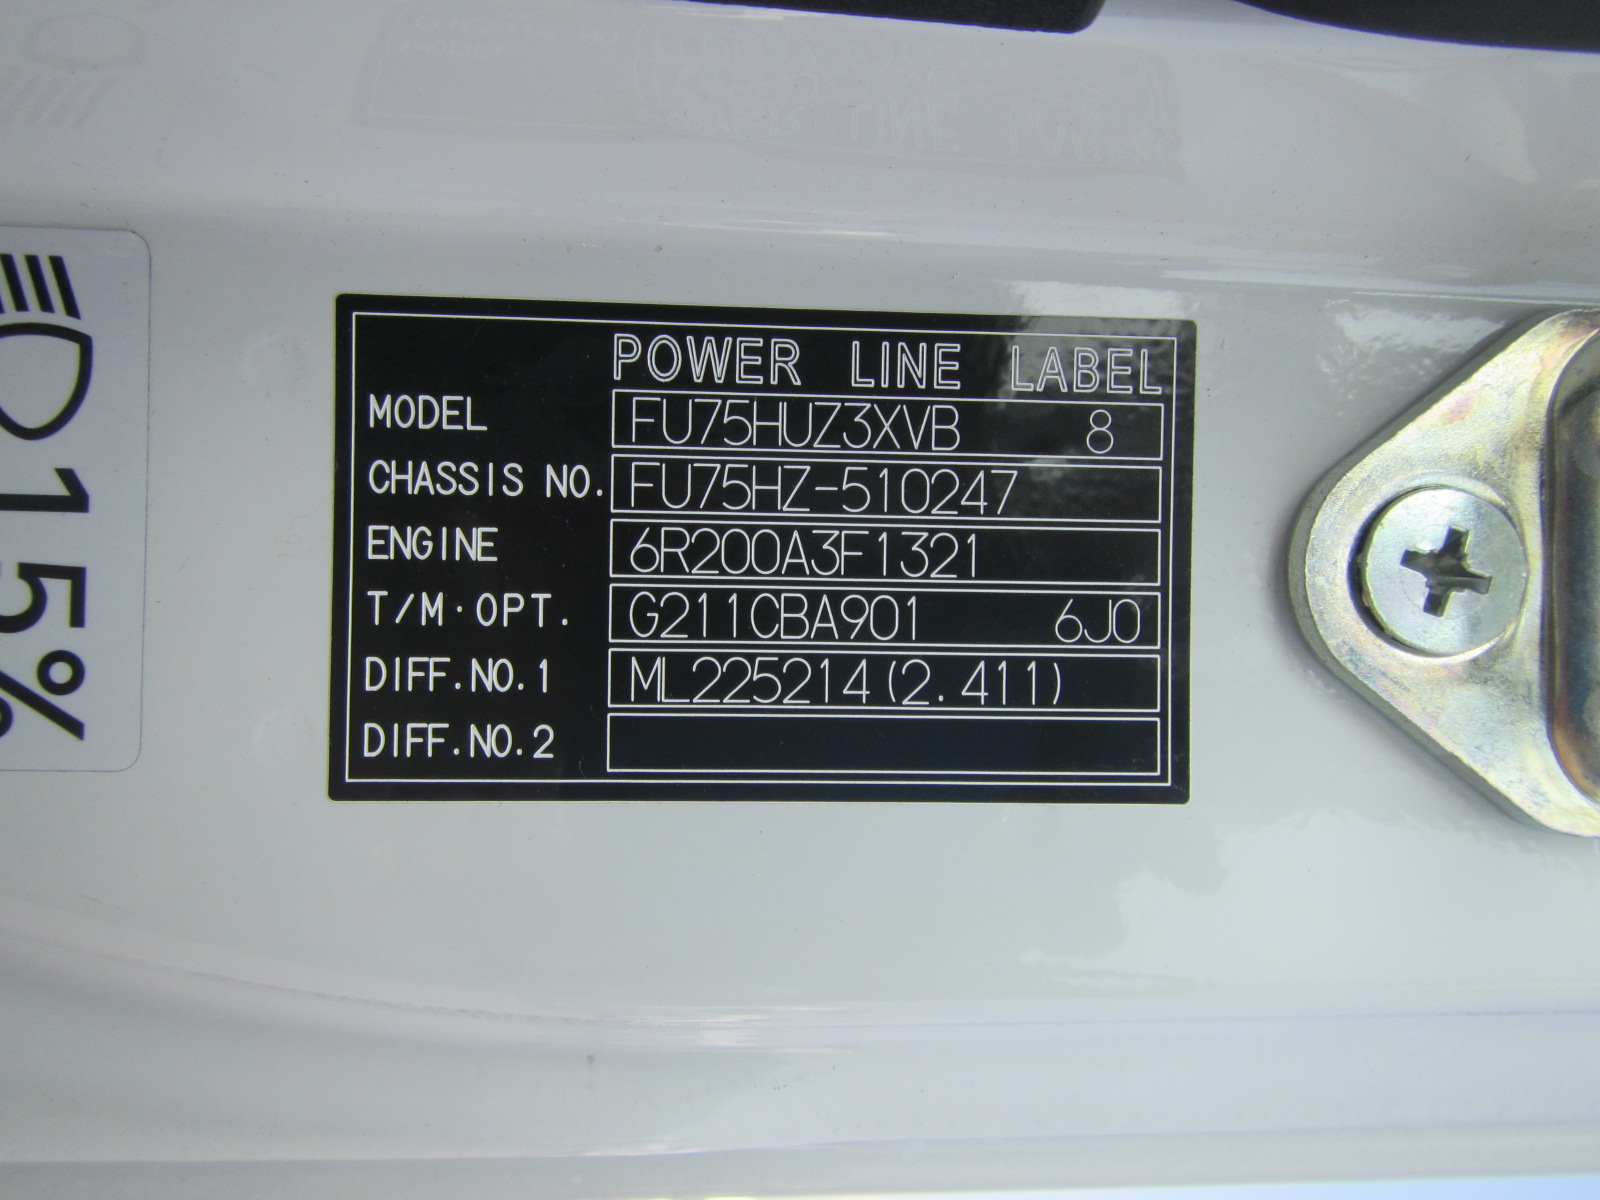 POWER LINE LABEL
MODEL FU75HUZ3XVB 8
CHASSIS NO. FU75HZ-510247
ENGINE 6R200A3F1321
T/M·OPT. G211CBA901 6J0
DIFF.NO.1 ML225214(2.411)
DIFF.NO.2
15%